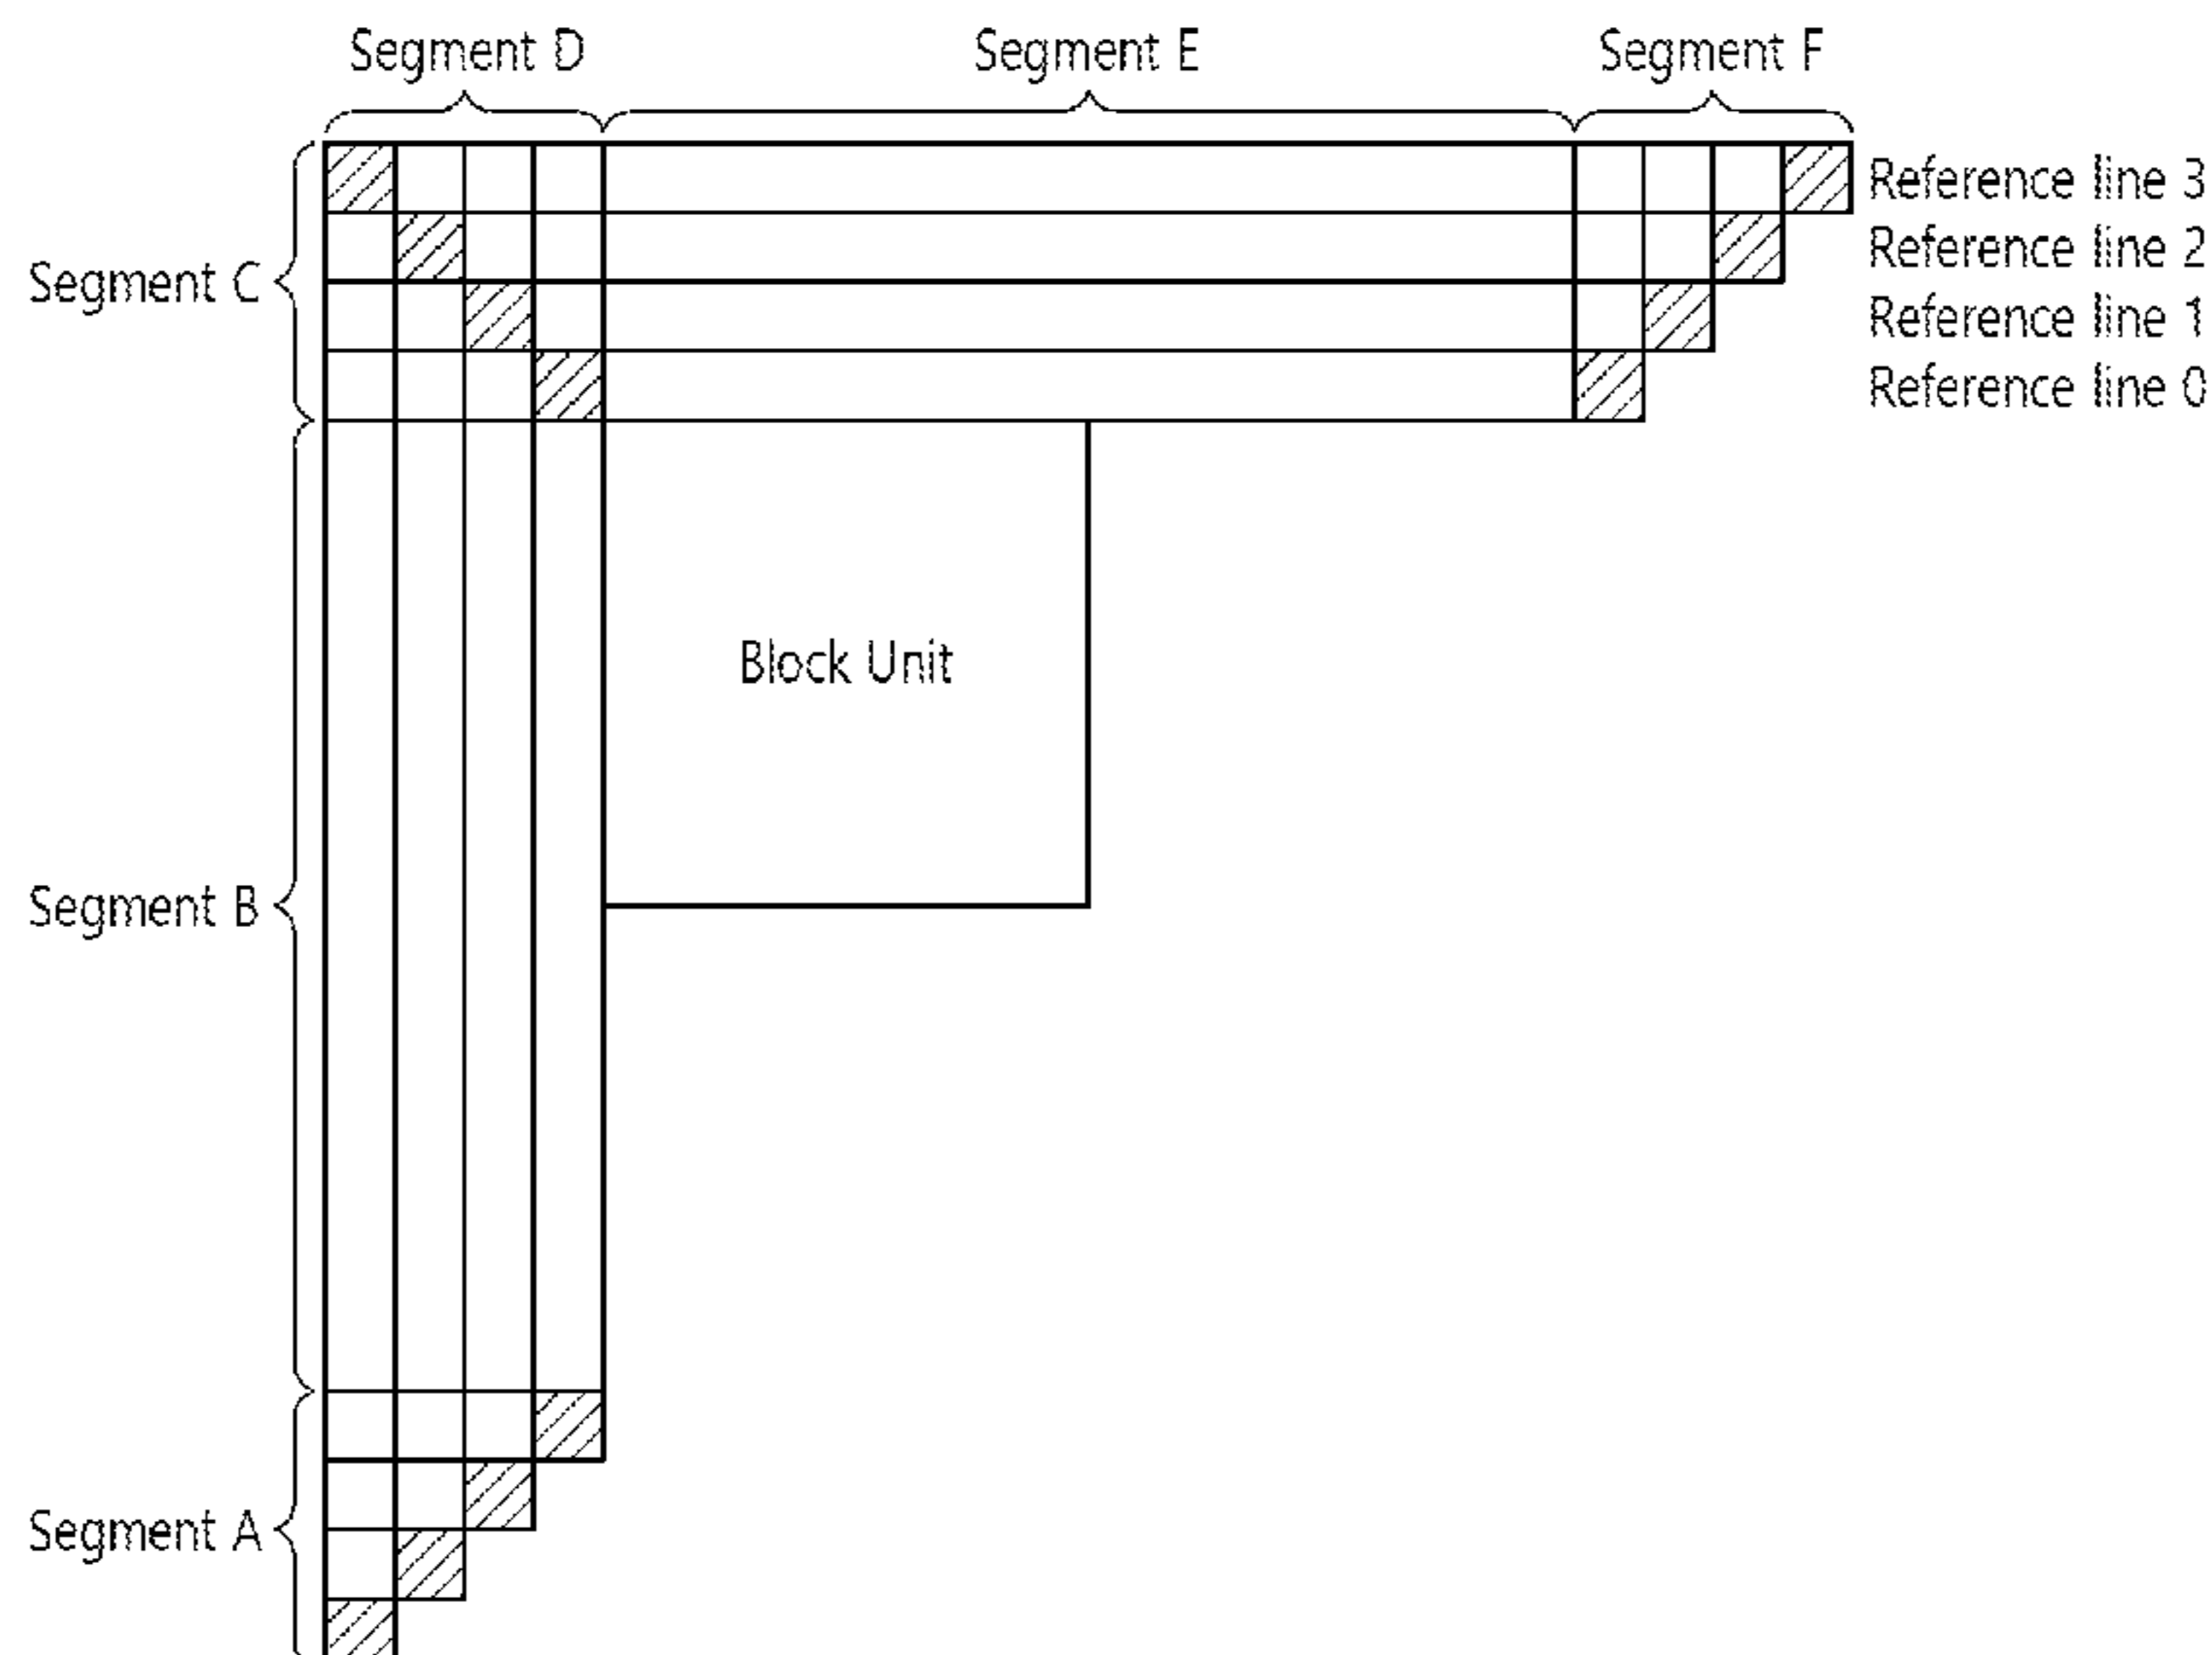 Segment D
Segment E
Segment F
Reference line 3
Reference line 2
Segment C
Reference line 1
Reference line 0
Block Unit
Segment B
Segment A